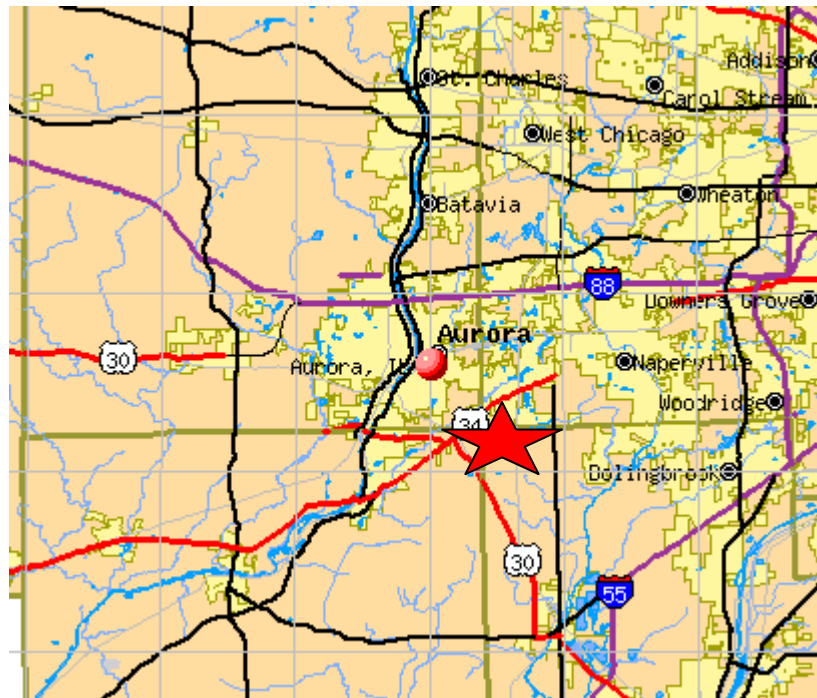 Addison
St. Charles
Carol Stream
West Chicago
Wheaton
Batavia
88
Downers Grove
Aurora
30
Aurora, IL
Naperville
Woodridge
34
Bolingbrook
30
55